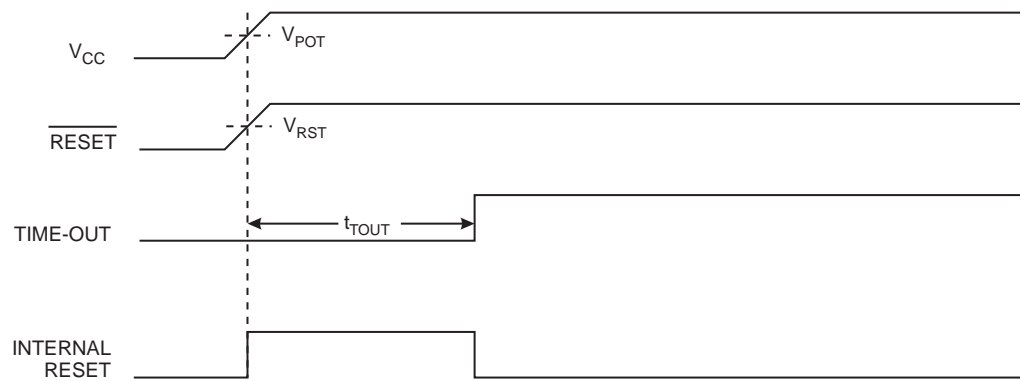 V_CC
V_POT
RESET
V_RST
TIME-OUT
t_TOUT
INTERNAL
RESET